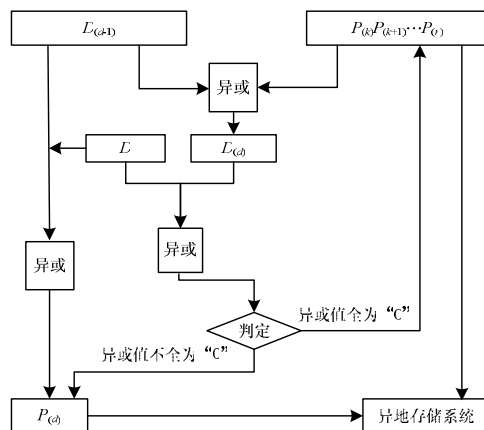 E(d-1)
P(k)P(k+1)…P(t)
异或
E
E(d)
异或
异或
判定
异或值全为“0”
异或值不全为“0”
P(d)
异地存储系统